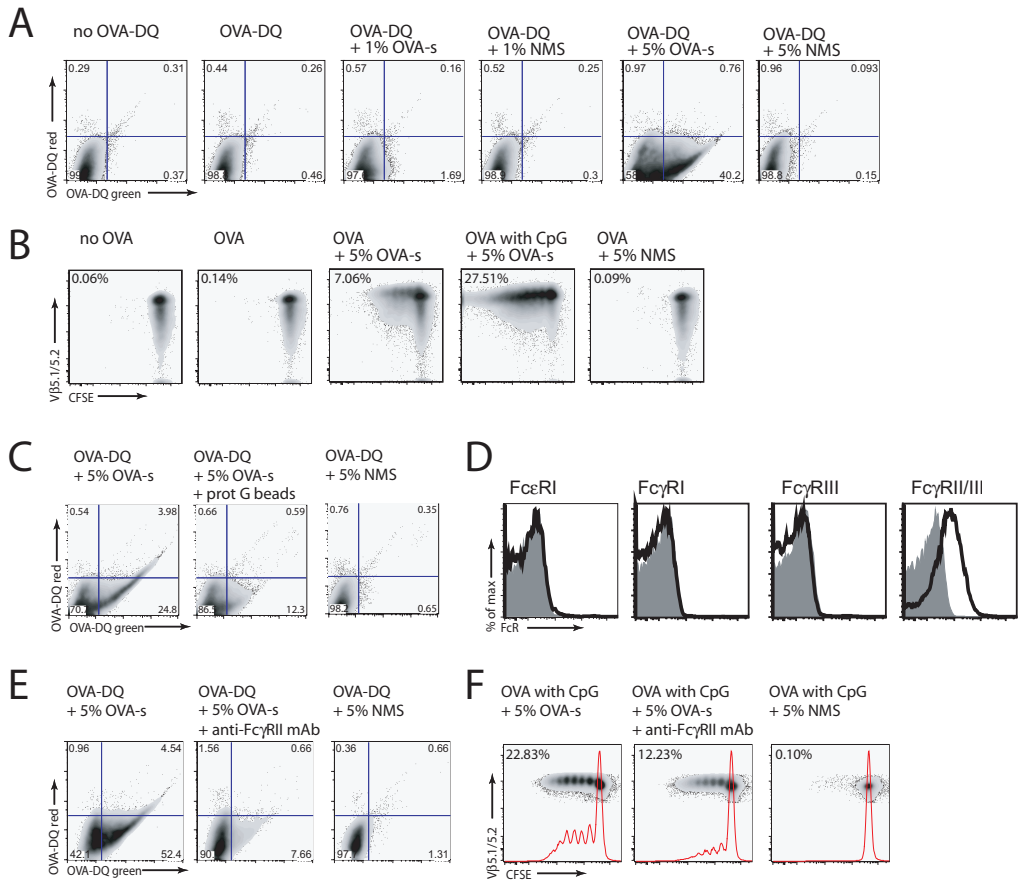 A
no OVA-DQ
OVA-DQ
OVA-DQ
+ 1% OVA-s
OVA-DQ
+ 1% NMS
OVA-DQ
+ 5% OVA-s
OVA-DQ
+ 5% NMS
0.29 0.31
0.37
0.44 0.26
0.46
0.57 0.16
1.69
0.52 0.25
98.9 0.3
0.97 0.76
40.2
0.96 0.093
98.8 0.15
OVA-DQ red
OVA-DQ green
B
no OVA
OVA
OVA
+ 5% OVA-s
OVA with CpG
+ 5% OVA-s
OVA
+ 5% NMS
0.06%
0.14%
7.06%
27.51%
0.09%
Vβ5.1/5.2
CFSE
C
OVA-DQ
+ 5% OVA-s
OVA-DQ
+ 5% OVA-s
+ prot G beads
OVA-DQ
+ 5% NMS
0.54 3.98
24.8
0.66 0.59
12.3
0.76 0.35
98.2 0.65
OVA-DQ red
OVA-DQ green
D
FcεRI
FcγRI
FcγRIII
FcγRII/III
% of max
FcR
E
OVA-DQ
+ 5% OVA-s
OVA-DQ
+ 5% OVA-s
+ anti-FcγRII mAb
OVA-DQ
+ 5% NMS
0.96 4.54
42.1 52.4
1.56 0.66
7.66
0.36 0.66
1.31
OVA-DQ red
OVA-DQ green
F
OVA with CpG
+ 5% OVA-s
OVA with CpG
+ 5% OVA-s
+ anti-FcγRII mAb
OVA with CpG
+ 5% NMS
22.83%
12.23%
0.10%
Vβ5.1/5.2
CFSE